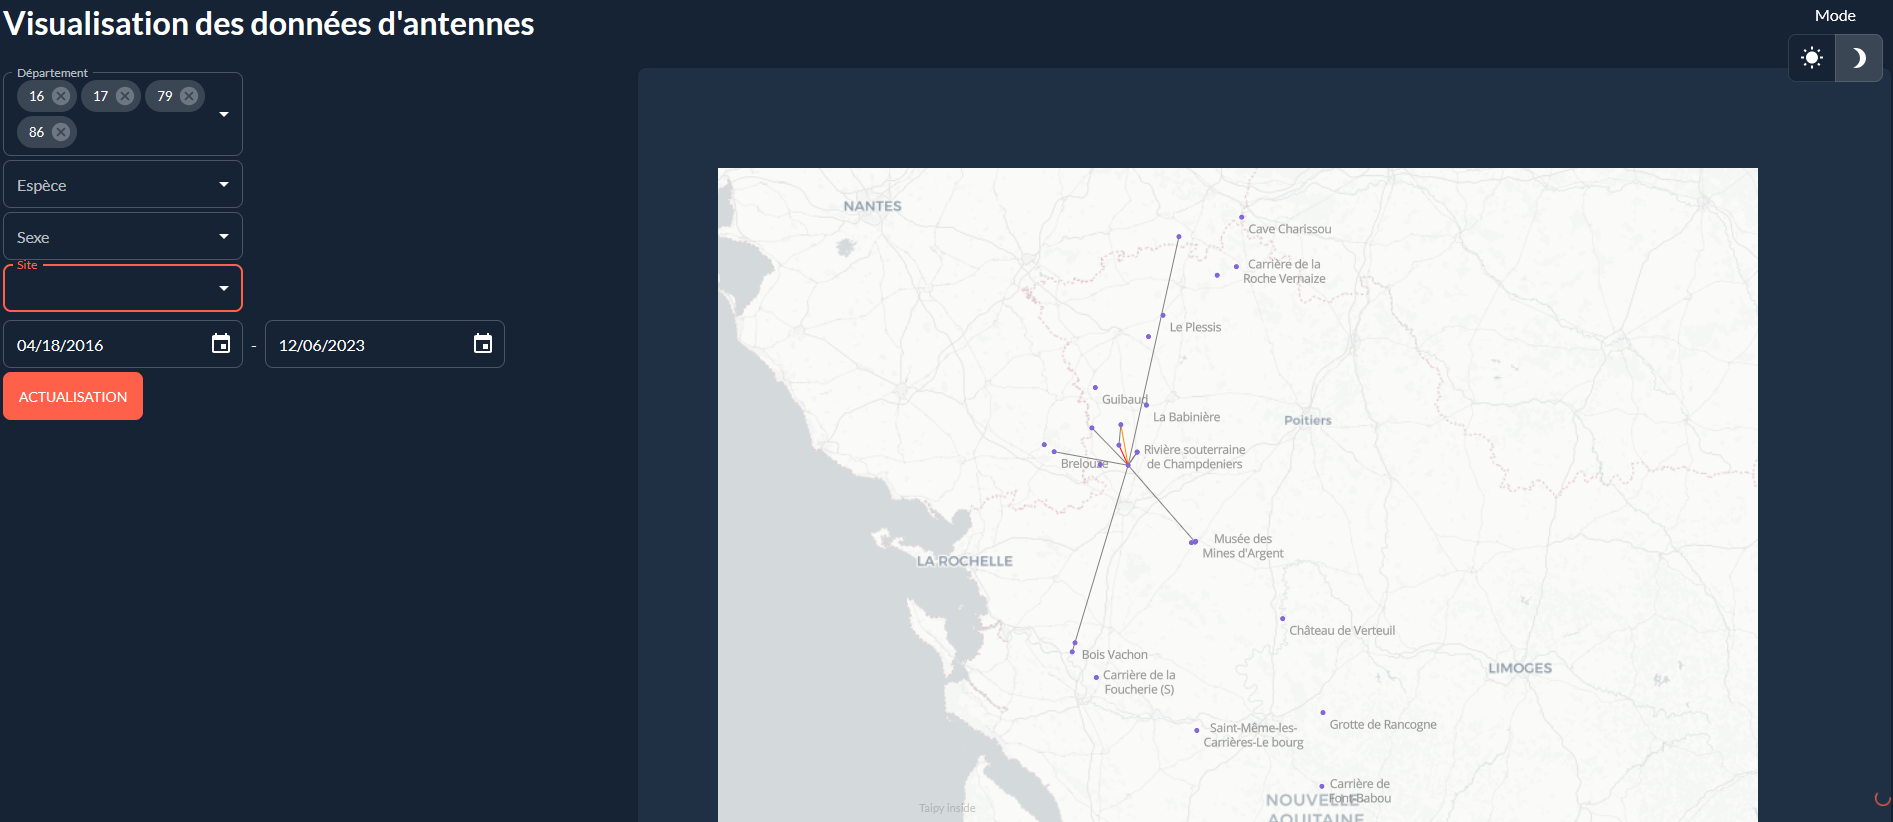 Visualisation des données d'antennes
Mode
Département
16
17
79
86
Espèce
Sexe
Site
04/18/2016
-
12/06/2023
ACTUALISATION
NANTES
Cave Charissou
Carrière de la
Roche Vernaize
Le Plessis
Guibaud
La Babinière
Poitiers
Rivière souterraine
de Champdeniers
Brelouze
Musée des
Mines d'Argent
LA ROCHELLE
Château de Verteuil
Bois Vachon
LIMOGES
Carrière de la
Foucherie (S)
Grotte de Rancogne
Saint-Même-les-
Carrières-Le bourg
Carrière de
Font-Babou
NOUVELLE
AQUITAINE
Taipy inside